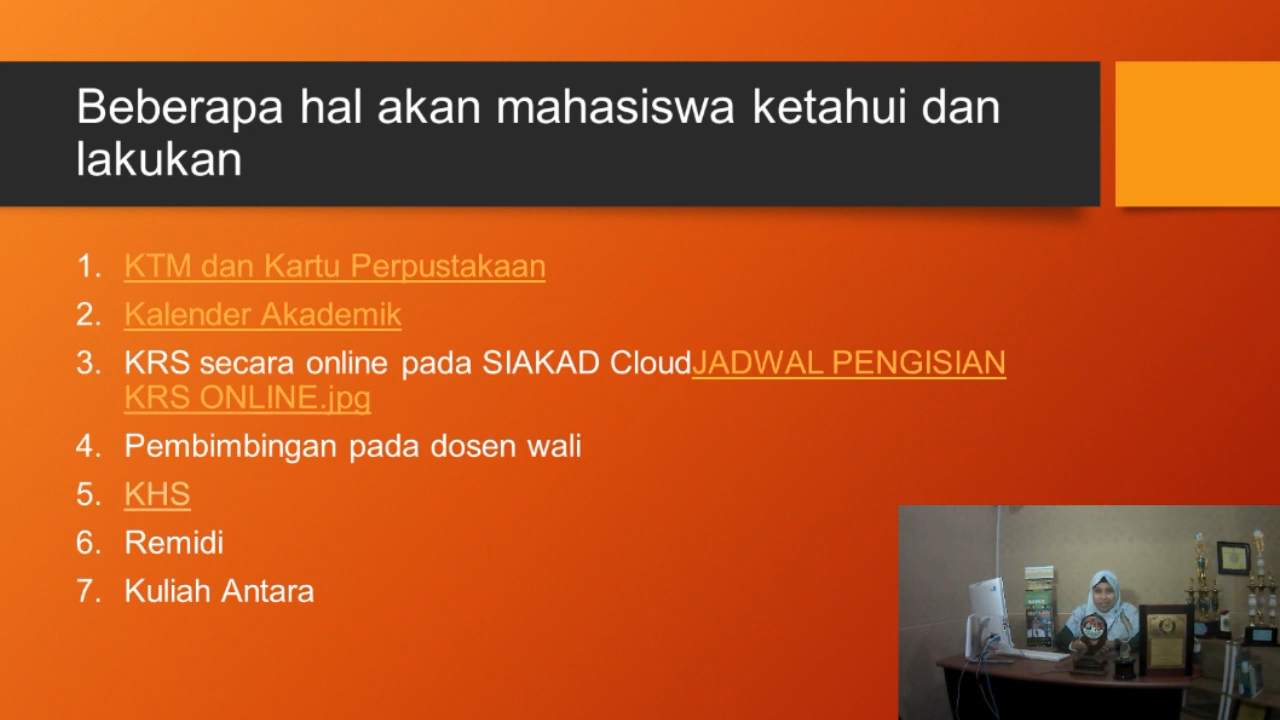 Beberapa hal akan mahasiswa ketahui dan
lakukan
1. KTM dan Kartu Perpustakaan
2. Kalender Akademik
3. KRS secara online pada SIAKAD CloudJADWAL PENGISIAN
KRS ONLINE.jpg
4. Pembimbingan pada dosen wali
5. KHS
6. Remidi
7. Kuliah Antara